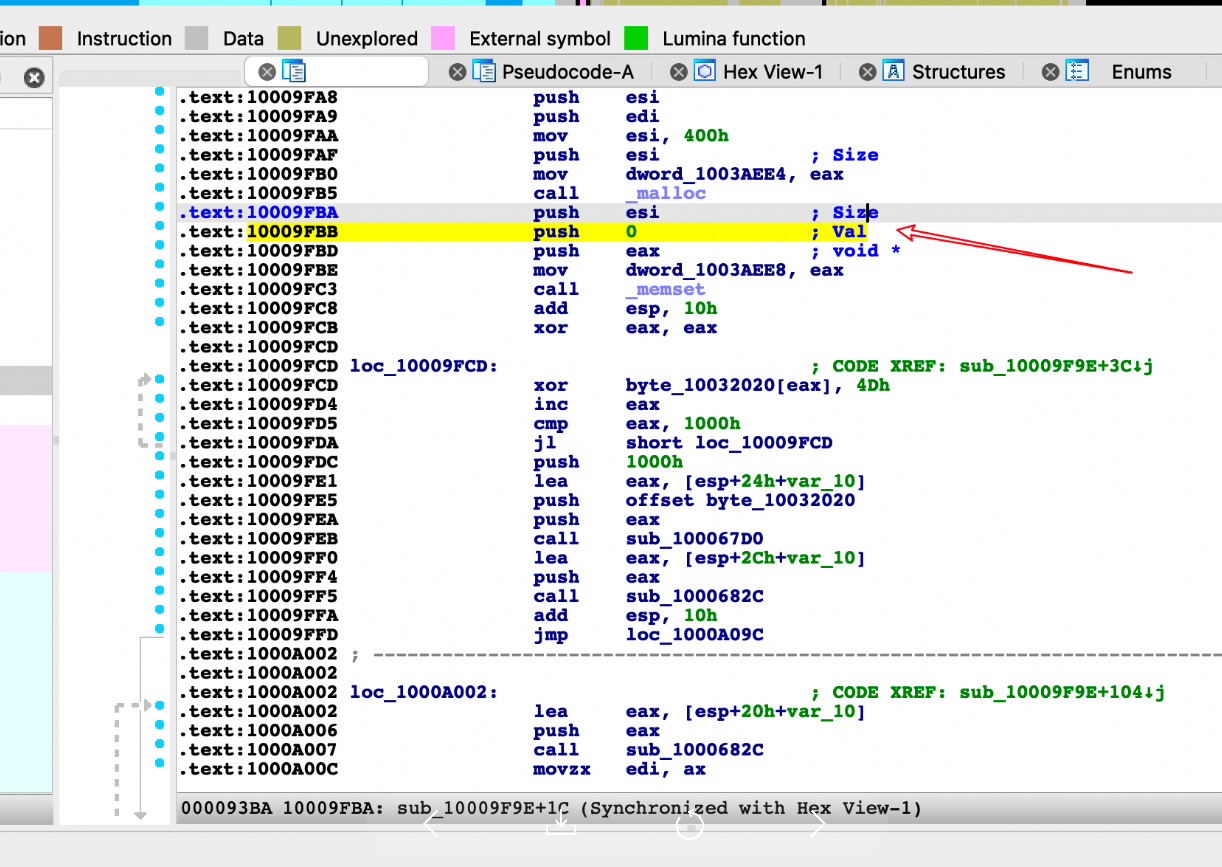 ion Instruction Data Unexplored External symbol Lumina function
Pseudocode-A Hex View-1 Structures Enums
.text:10009FA8 push esi
.text:10009FA9 push edi
.text:10009FAA mov esi, 400h
.text:10009FAF push esi ; Size
.text:10009FB0 mov dword_1003AEE4, eax
.text:10009FB5 call _malloc
.text:10009FBA push esi ; Size
.text:10009FBB push 0 ; Val
.text:10009FBD push eax ; void *
.text:10009FBE mov dword_1003AEE8, eax
.text:10009FC3 call _memset
.text:10009FC8 add esp, 10h
.text:10009FCB xor eax, eax
.text:10009FCD
.text:10009FCD loc_10009FCD: ; CODE XREF: sub_10009F9E+3C↓j
.text:10009FCD xor byte_10032020[eax], 4Dh
.text:10009FD4 inc eax
.text:10009FD5 cmp eax, 1000h
.text:10009FDA jl short loc_10009FCD
.text:10009FDC push 1000h
.text:10009FE1 lea eax, [esp+24h+var_10]
.text:10009FE5 push offset byte_10032020
.text:10009FEA push eax
.text:10009FEB call sub_100067D0
.text:10009FF0 lea eax, [esp+2Ch+var_10]
.text:10009FF4 push eax
.text:10009FF5 call sub_1000682C
.text:10009FFA add esp, 10h
.text:10009FFD jmp loc_1000A09C
.text:1000A002 ; ---------------------------------------------------------------------------
.text:1000A002
.text:1000A002 loc_1000A002: ; CODE XREF: sub_10009F9E+104↓j
.text:1000A002 lea eax, [esp+20h+var_10]
.text:1000A006 push eax
.text:1000A007 call sub_1000682C
.text:1000A00C movzx edi, ax
000093BA 10009FBA: sub_10009F9E+1C (Synchronized with Hex View-1)